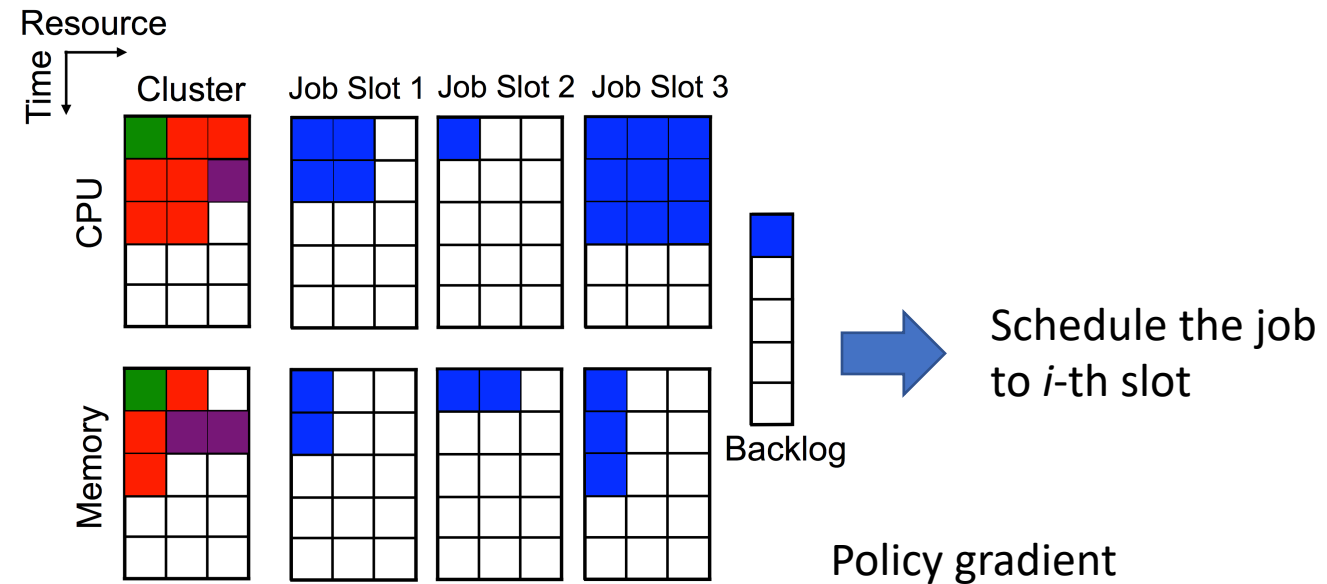 Resource
Time
Cluster
Job Slot 1
Job Slot 2
Job Slot 3
CPU
Memory
Backlog
Schedule the job
to i-th slot
Policy gradient